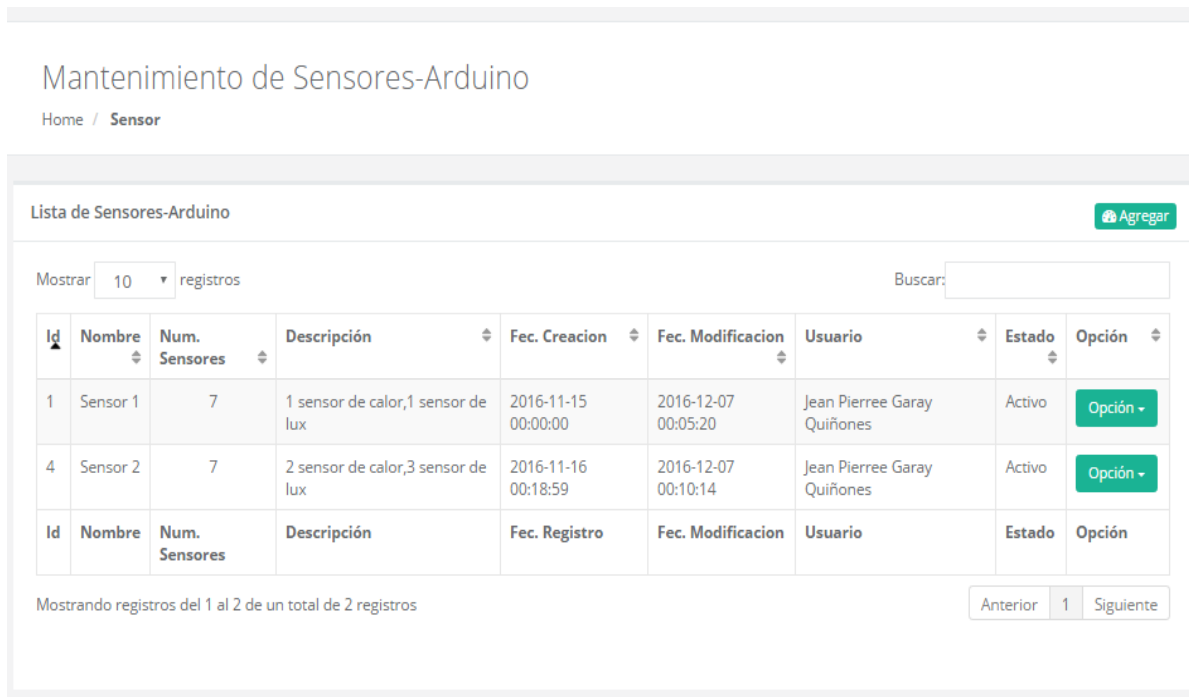 Mantenimiento de Sensores-Arduino
Home / Sensor
Lista de Sensores-Arduino
Agregar
Mostrar 10 registros
Buscar:
Id Nombre Num. Sensores Descripción Fec. Creacion Fec. Modificacion Usuario Estado Opción
1 Sensor 1 7 1 sensor de calor,1 sensor de lux 2016-11-15 00:00:00 2016-12-07 00:05:20 Jean Pierree Garay Quiñones Activo Opción
4 Sensor 2 7 2 sensor de calor,3 sensor de lux 2016-11-16 00:18:59 2016-12-07 00:10:14 Jean Pierree Garay Quiñones Activo Opción
Id Nombre Num. Sensores Descripción Fec. Registro Fec. Modificacion Usuario Estado Opción
Mostrando registros del 1 al 2 de un total de 2 registros
Anterior 1 Siguiente